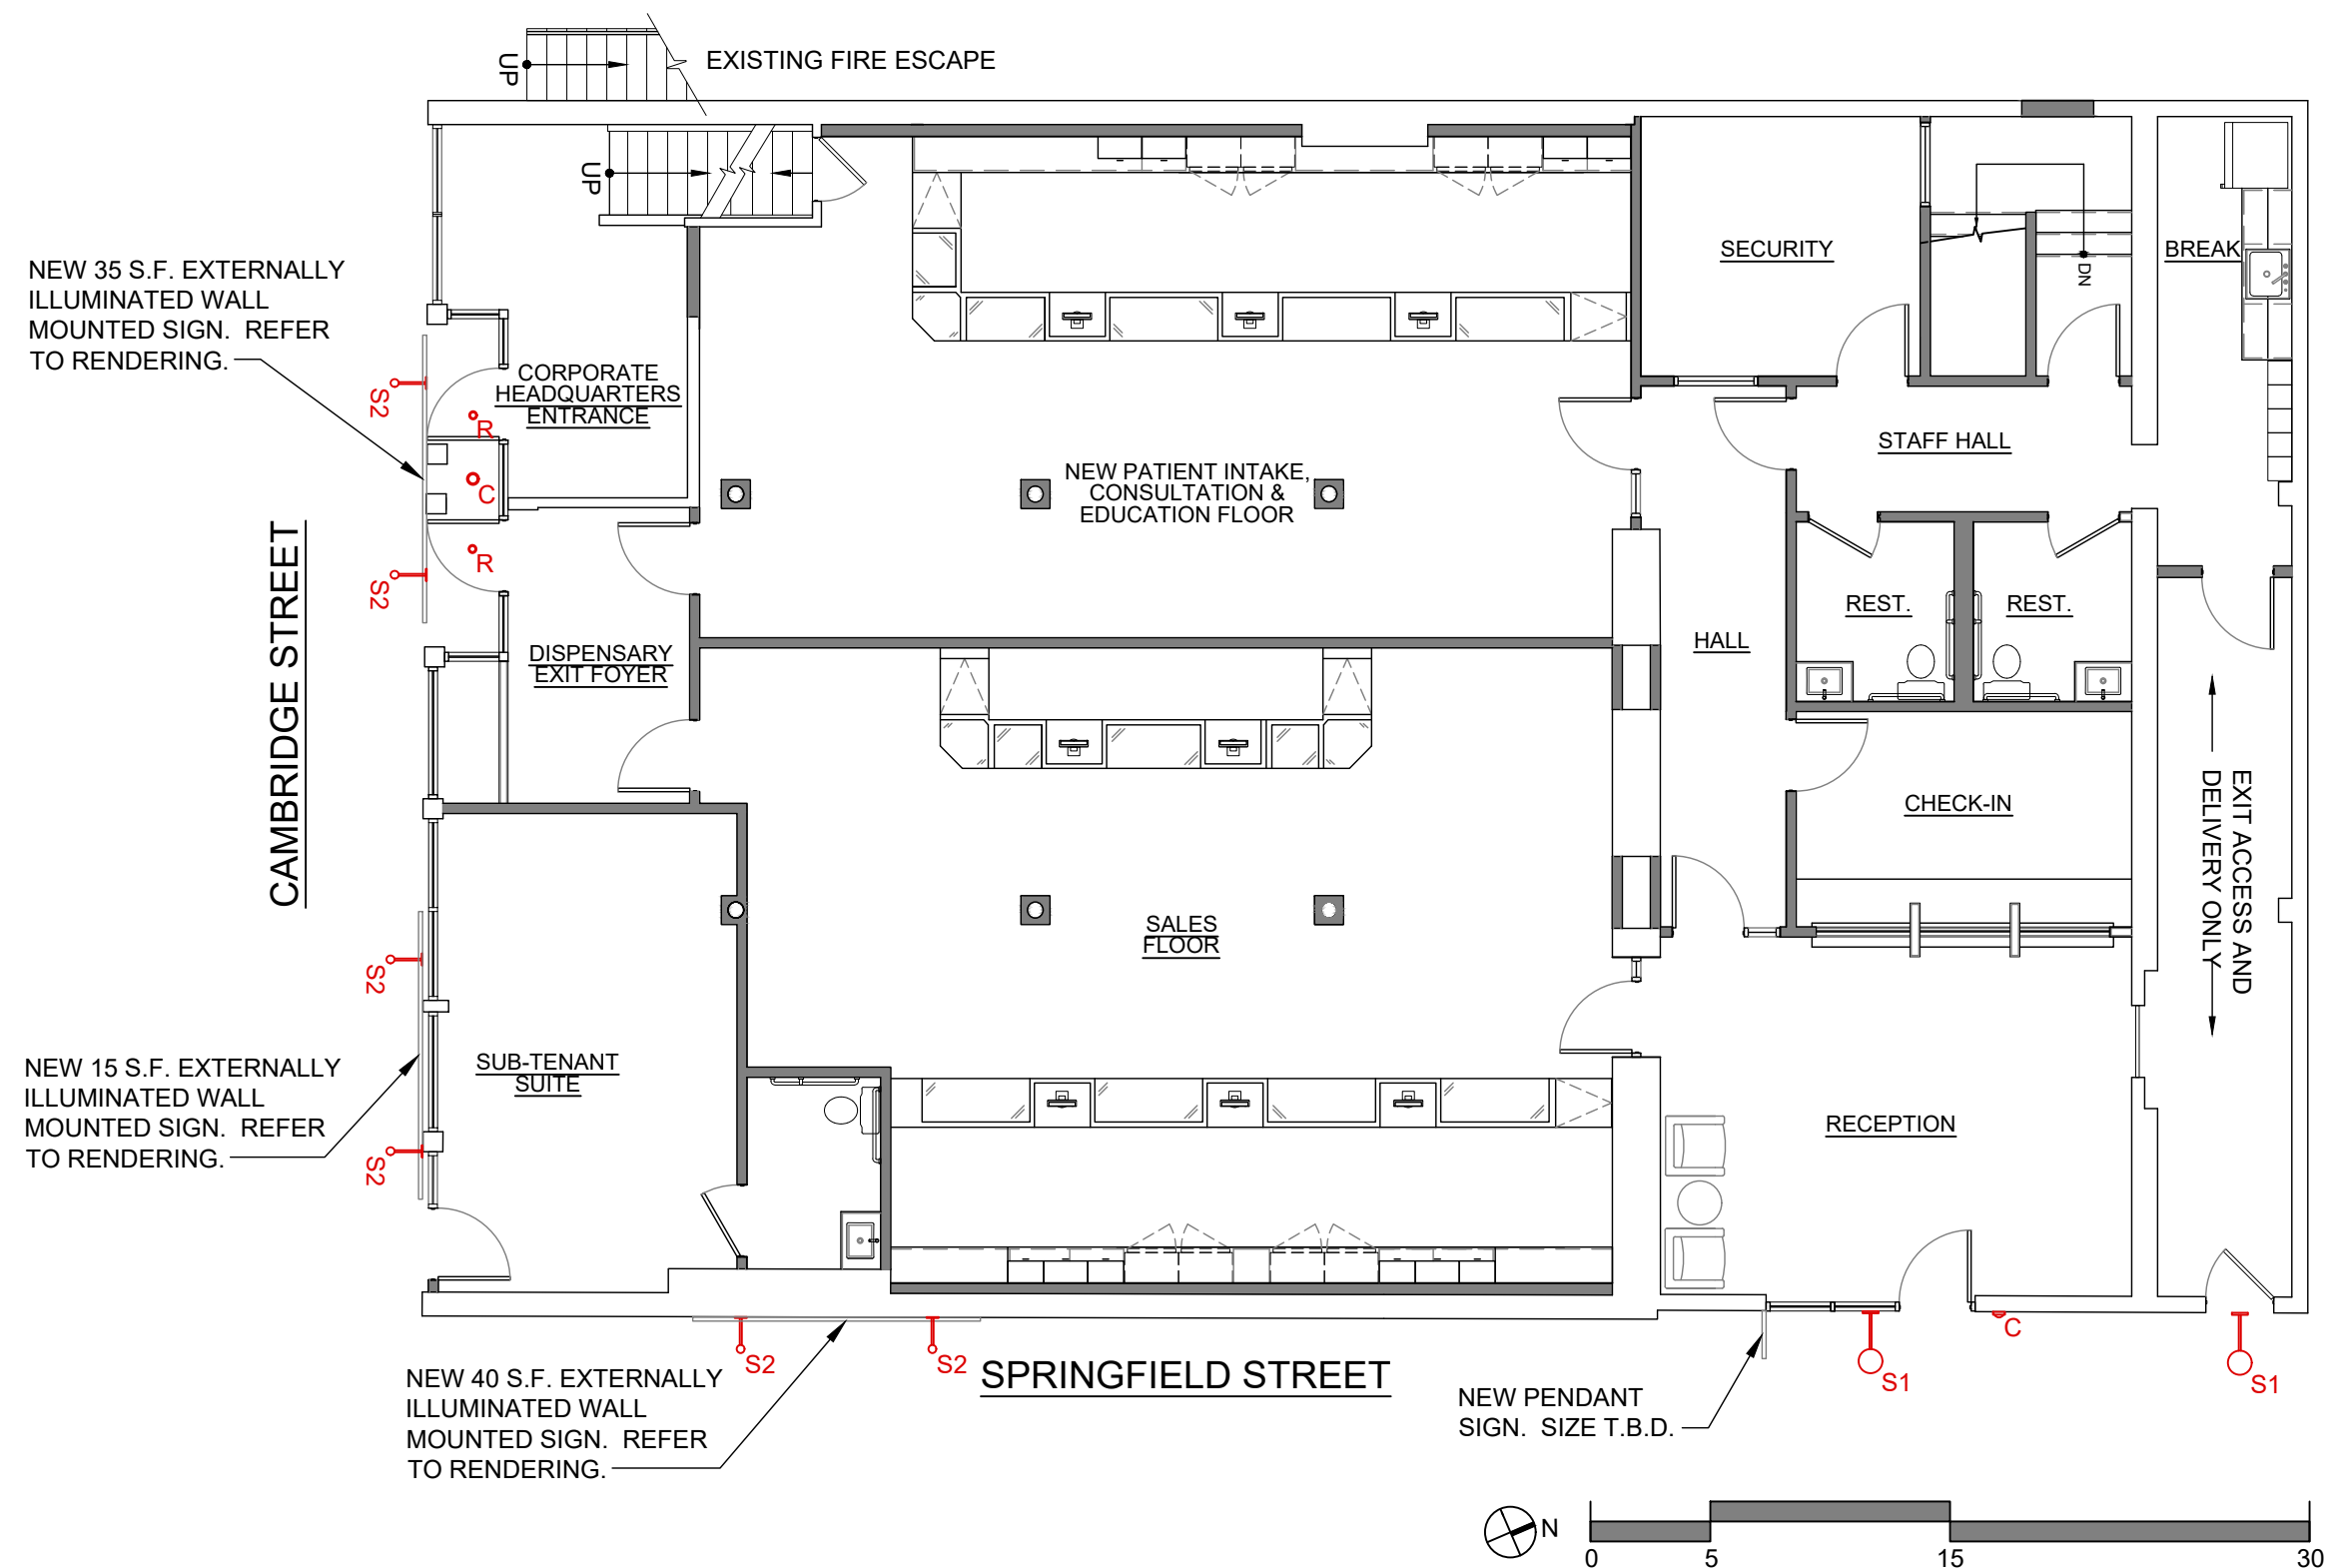 UP
EXISTING FIRE ESCAPE
UP
SECURITY
BREAK
DN
NEW 35 S.F. EXTERNALLY
ILLUMINATED WALL
MOUNTED SIGN.  REFER
TO RENDERING.
S2
CORPORATE
HEADQUARTERS
ENTRANCE
R
C
R
S2
NEW PATIENT INTAKE,
CONSULTATION &
EDUCATION FLOOR
STAFF HALL
REST.
REST.
HALL
CAMBRIDGE STREET
DISPENSARY
EXIT FOYER
CHECK-IN
EXIT ACCESS AND
DELIVERY ONLY
SALES
FLOOR
S2
NEW 15 S.F. EXTERNALLY
ILLUMINATED WALL
MOUNTED SIGN.  REFER
TO RENDERING.
S2
SUB-TENANT
SUITE
RECEPTION
S2
S2
SPRINGFIELD STREET
S1
C
S1
NEW 40 S.F. EXTERNALLY
ILLUMINATED WALL
MOUNTED SIGN.  REFER
TO RENDERING.
NEW PENDANT
SIGN.  SIZE T.B.D.
N
0 5 15 30